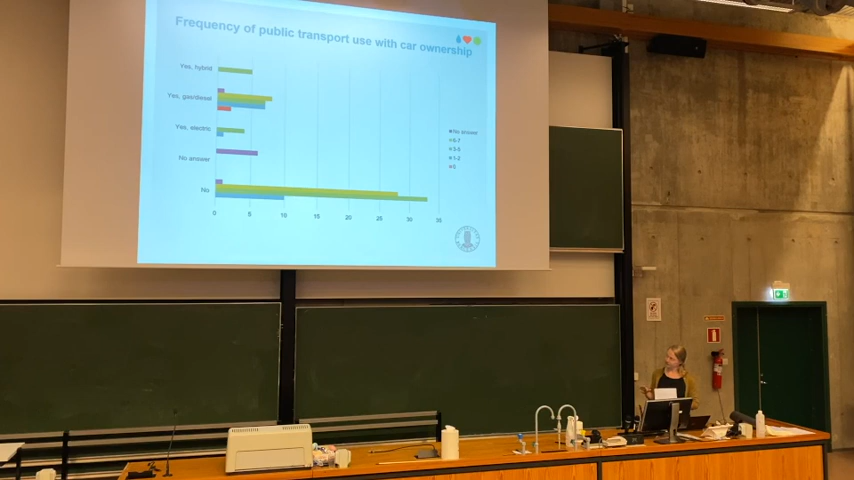 Frequency of public transport use with car ownership
Yes, hybrid
Yes, gas/diesel
Yes, electric
No answer
No
0 5 10 15 20 25 30 35
No answer
6-7
3-5
1-2
0